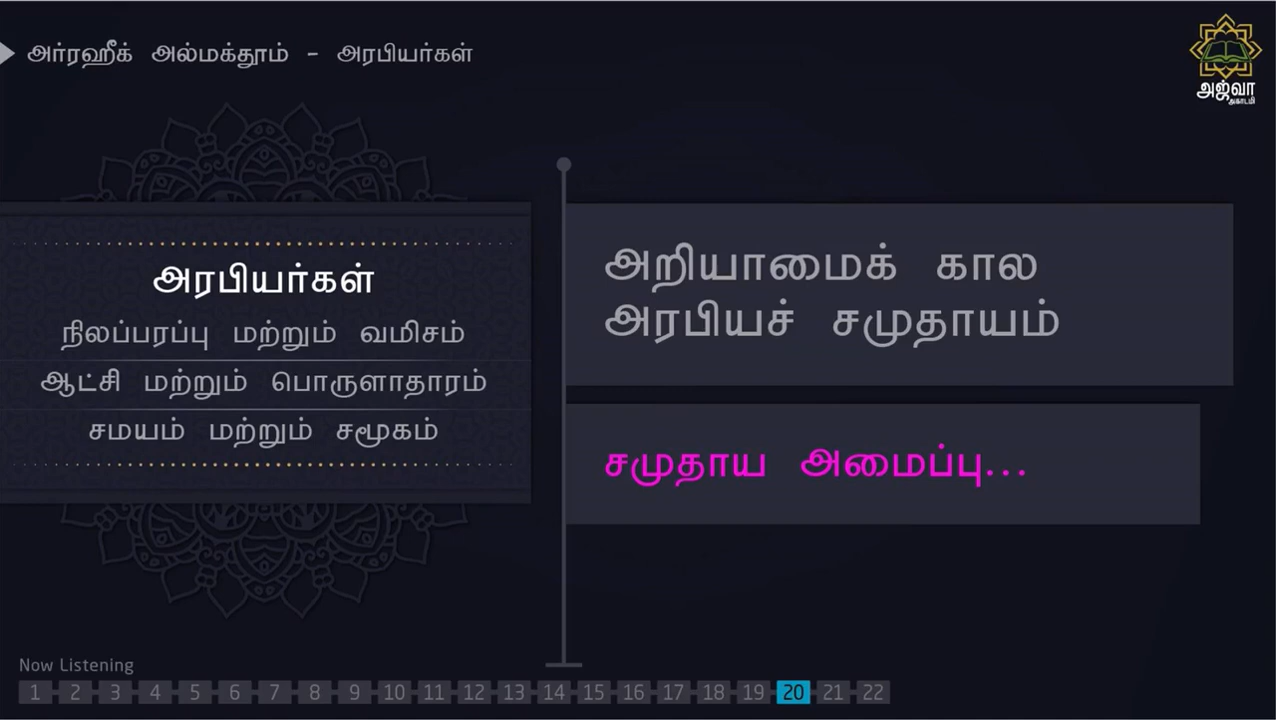 அர்ரஹீக் அல்மக்தூம் - அரபியர்கள்
அஜ்வா
அகாடமி
அரபியர்கள்
நிலப்பரப்பு மற்றும் வமிசம்
ஆட்சி மற்றும் பொருளாதாரம்
சமயம் மற்றும் சமூகம்
அறியாமைக் கால
அரபியச் சமுதாயம்
சமுதாய அமைப்பு...
Now Listening
1 2 3 4 5 6 7 8 9 10 11 12 13 14 15 16 17 18 19 20 21 22